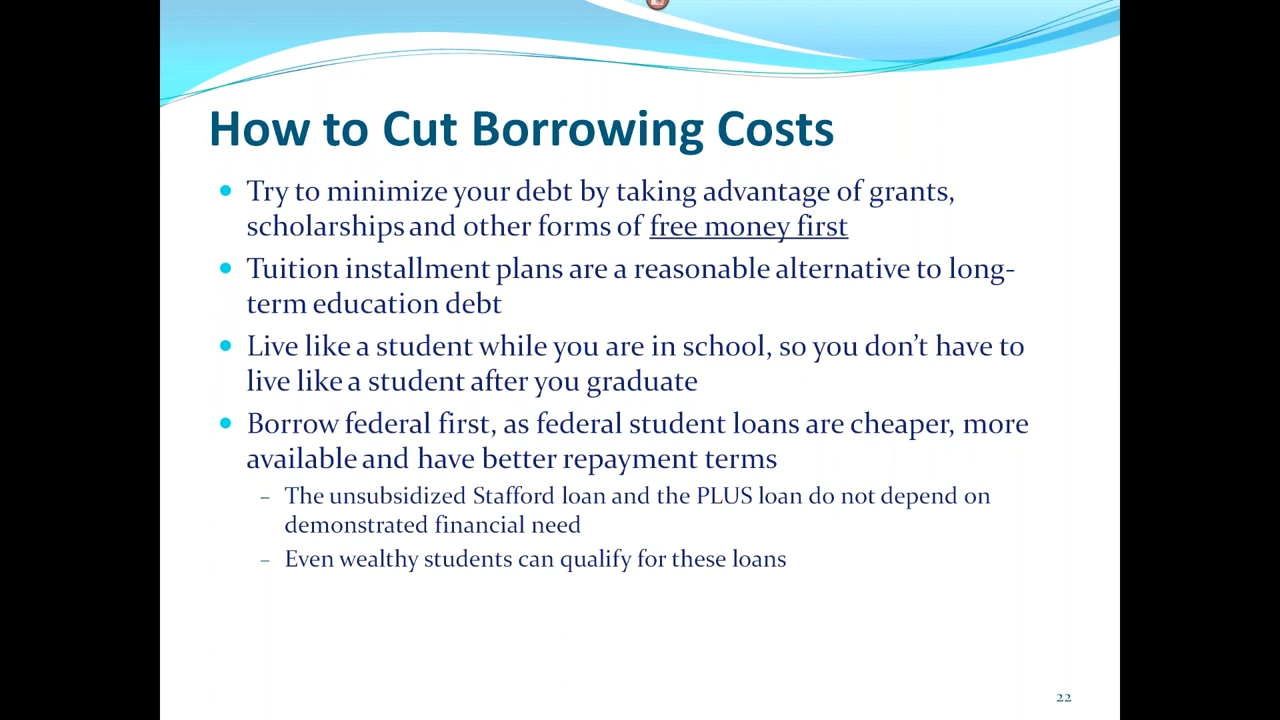 How to Cut Borrowing Costs
• Try to minimize your debt by taking advantage of grants,
scholarships and other forms of free money first
• Tuition installment plans are a reasonable alternative to long-
term education debt
• Live like a student while you are in school, so you don’t have to
live like a student after you graduate
• Borrow federal first, as federal student loans are cheaper, more
available and have better repayment terms
– The unsubsidized Stafford loan and the PLUS loan do not depend on
demonstrated financial need
– Even wealthy students can qualify for these loans
22